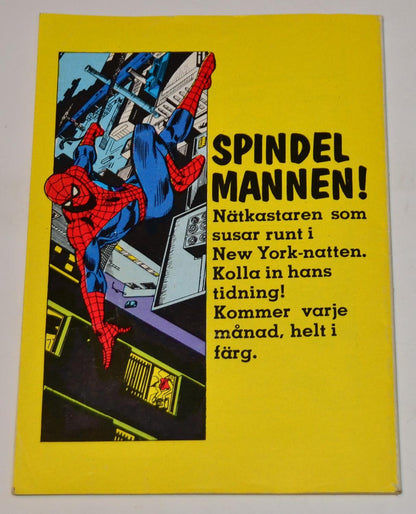 SPINDEL
MANNEN!
Nätkastaren som
susar runt i
New York-natten.
Kolla in hans
tidning!
Kommer varje
månad, helt i
färg.